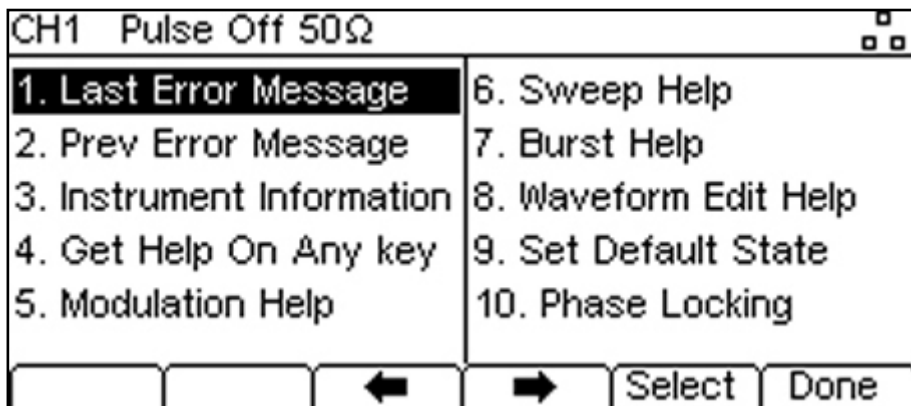 CH1 Pulse Off 50Ω
1. Last Error Message
2. Prev Error Message
3. Instrument Information
4. Get Help On Any key
5. Modulation Help
6. Sweep Help
7. Burst Help
8. Waveform Edit Help
9. Set Default State
10. Phase Locking
Select Done